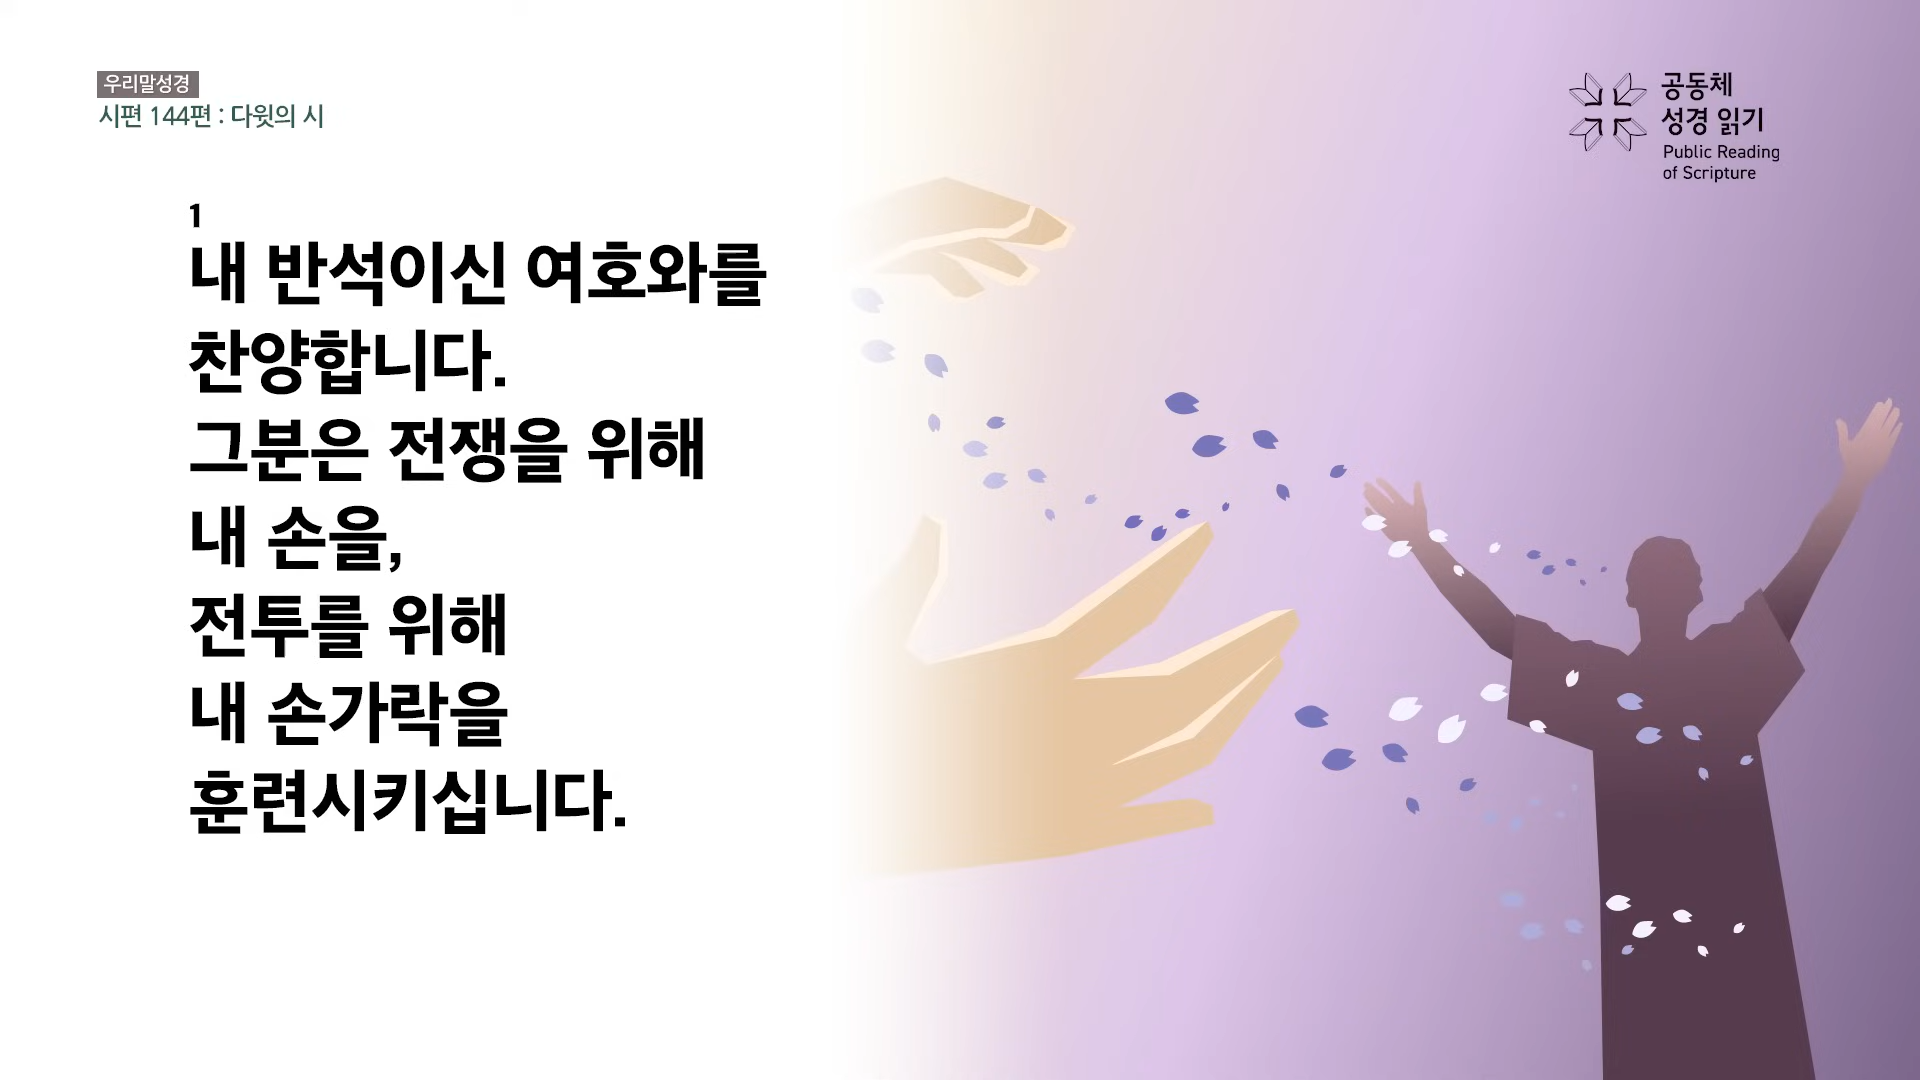 우리말성경
시편 144편 : 다윗의 시
공동체
성경 읽기
Public Reading
of Scripture
1
내 반석이신 여호와를
찬양합니다.
그분은 전쟁을 위해
내 손을,
전투를 위해
내 손가락을
훈련시키십니다.